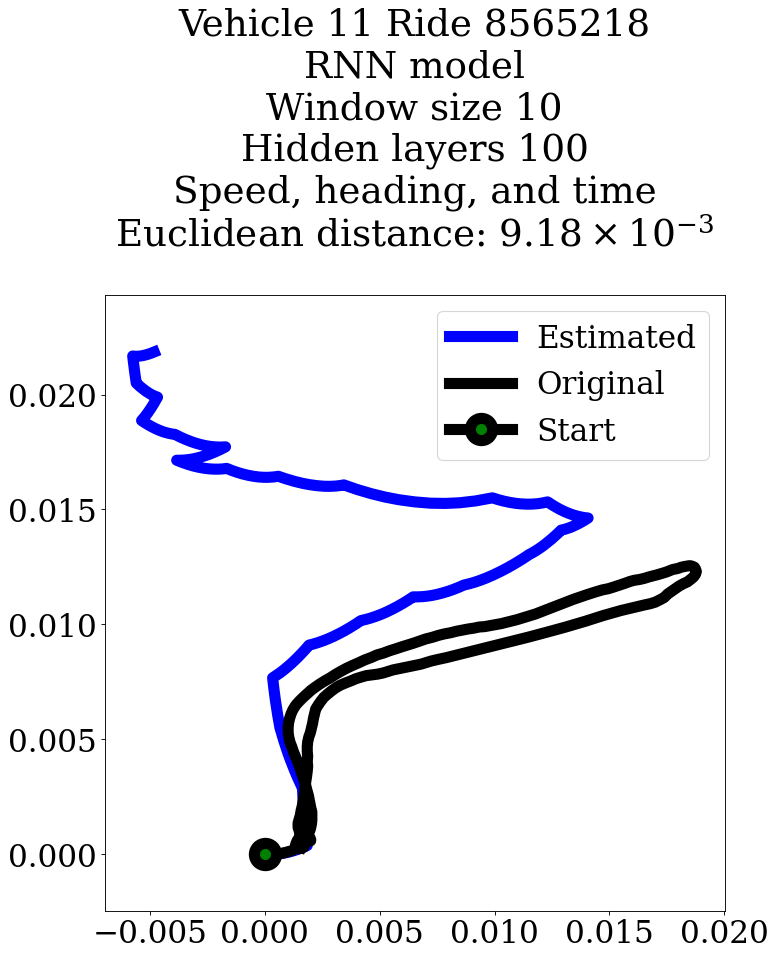 Vehicle 11 Ride 8565218
RNN model
Window size 10
Hidden layers 100
Speed, heading, and time
Euclidean distance: 9.18 × 10⁻³
Estimated
Original
Start
0.020
0.015
0.010
0.005
0.000
−0.005 0.000 0.005 0.010 0.015 0.020